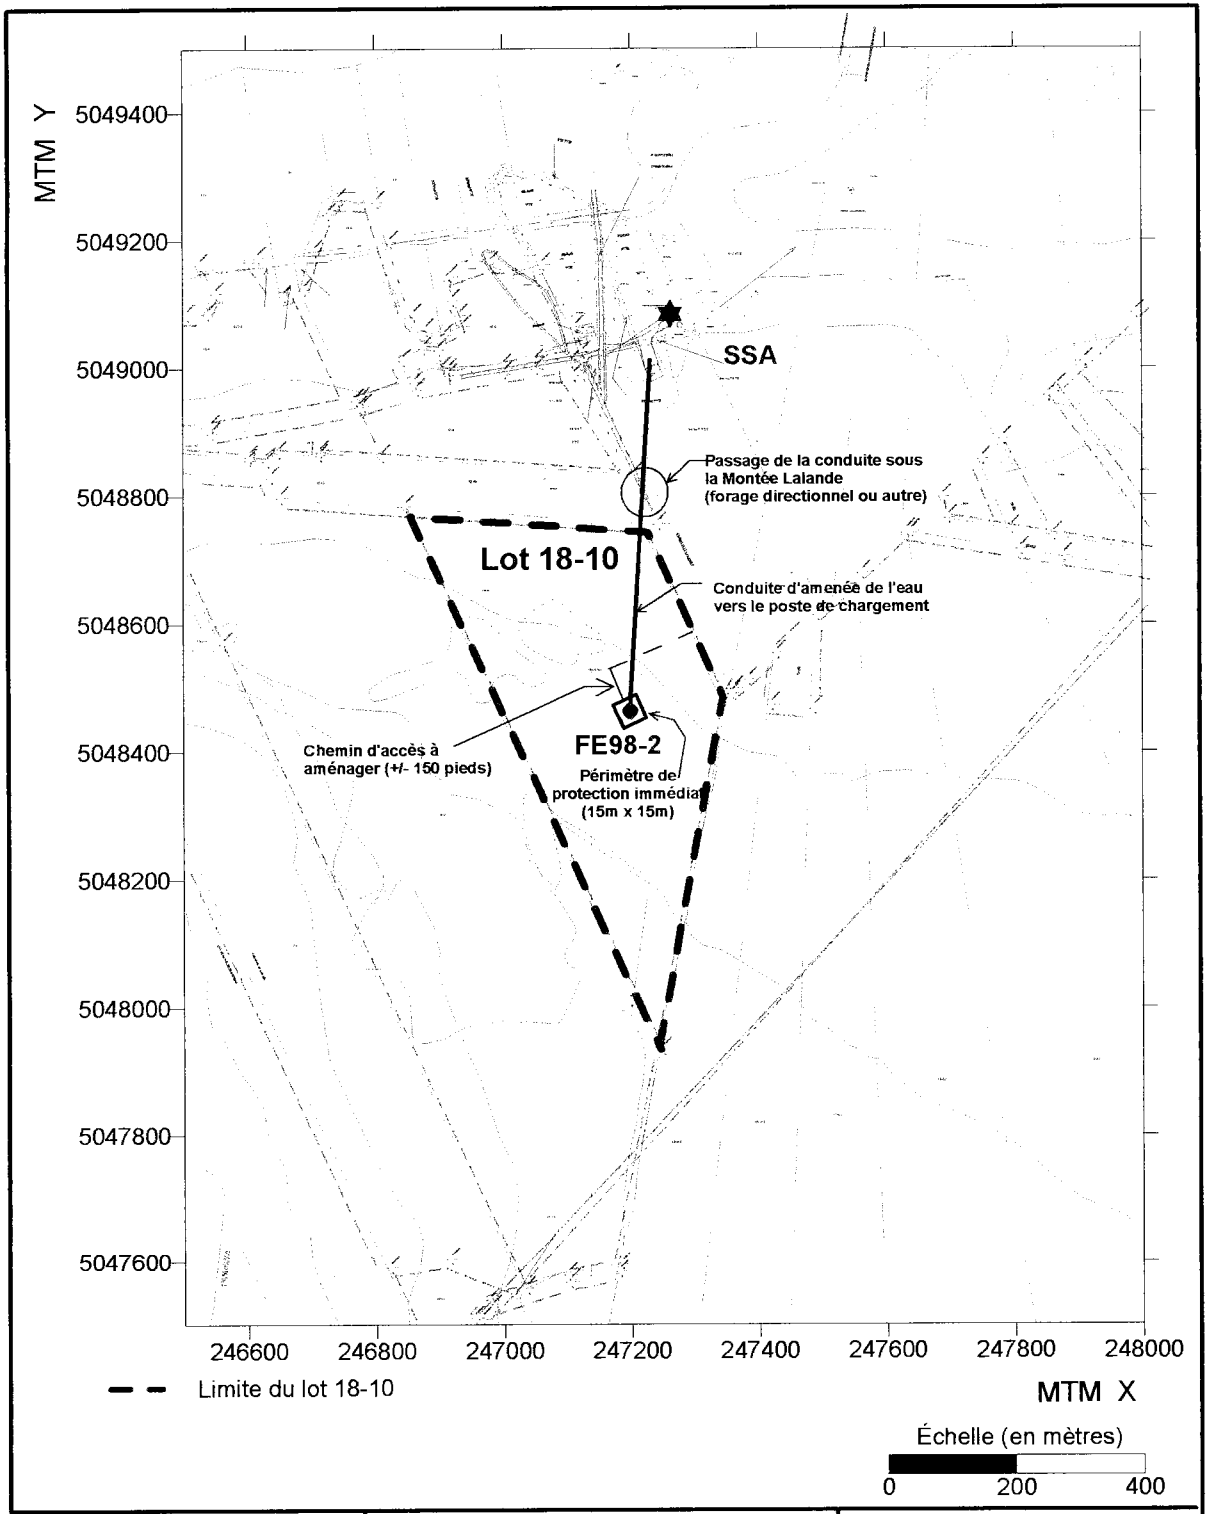 MTM Y
5049400
5049200
5049000
5048800
5048600
5048400
5048200
5048000
5047800
5047600
SSA
Passage de la conduite sous
la Montée Lalande
(forage directionnel ou autre)
Lot 18-10
Conduite d'amenée de l'eau
vers le poste de chargement
Chemin d'accès à
aménager (+/- 150 pieds)
FE98-2
Périmètre de
protection immédiat
(15m x 15m)
246600 246800 247000 247200 247400 247600 247800 248000
Limite du lot 18-10
MTM X
Échelle (en mètres)
0 200 400